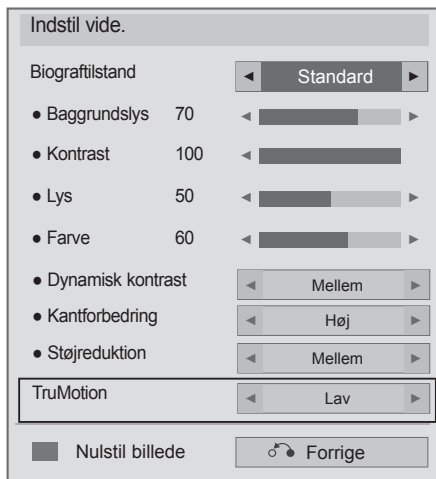 Indstil vide.
Biograftilstand ◄ Standard ►
● Baggrundslys 70 ◄ ►
● Kontrast 100 ◄
● Lys 50 ◄ ►
● Farve 60 ◄ ►
● Dynamisk kontrast ◄ Mellem ►
● Kantforbedring ◄ Høj ►
● Støjreduktion ◄ Mellem ►
TruMotion ◄ Lav ►
Nulstil billede Forrige